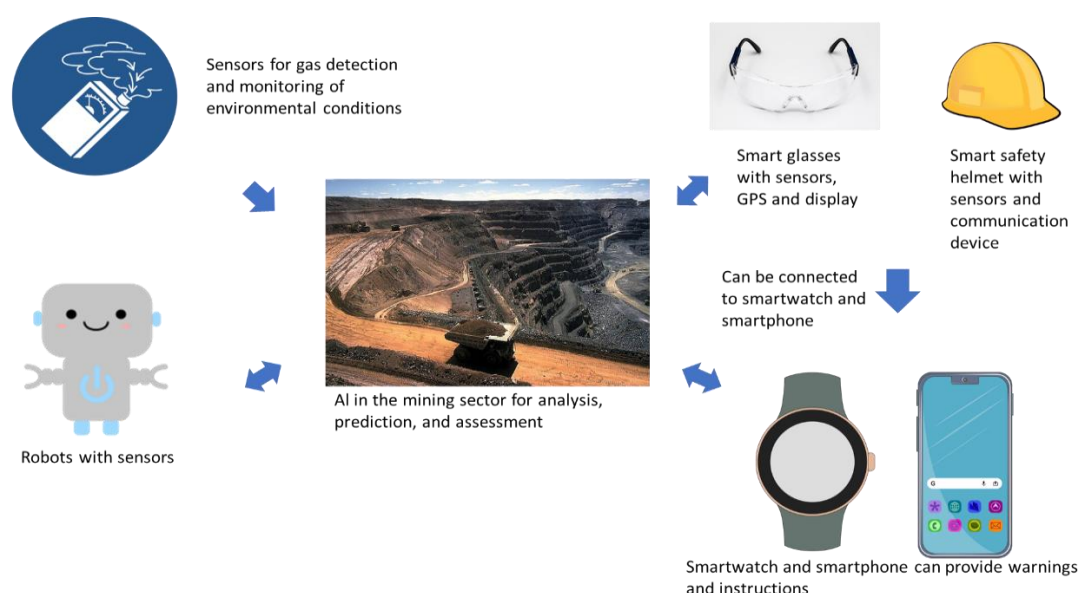 Sensors for gas detection
and monitoring of
environmental conditions
Smart glasses
with sensors,
GPS and display
Smart safety
helmet with
sensors and
communication
device
Can be connected
to smartwatch and
smartphone
AI in the mining sector for analysis,
prediction, and assessment
Robots with sensors
G
Smartwatch and smartphone can provide warnings
and instructions